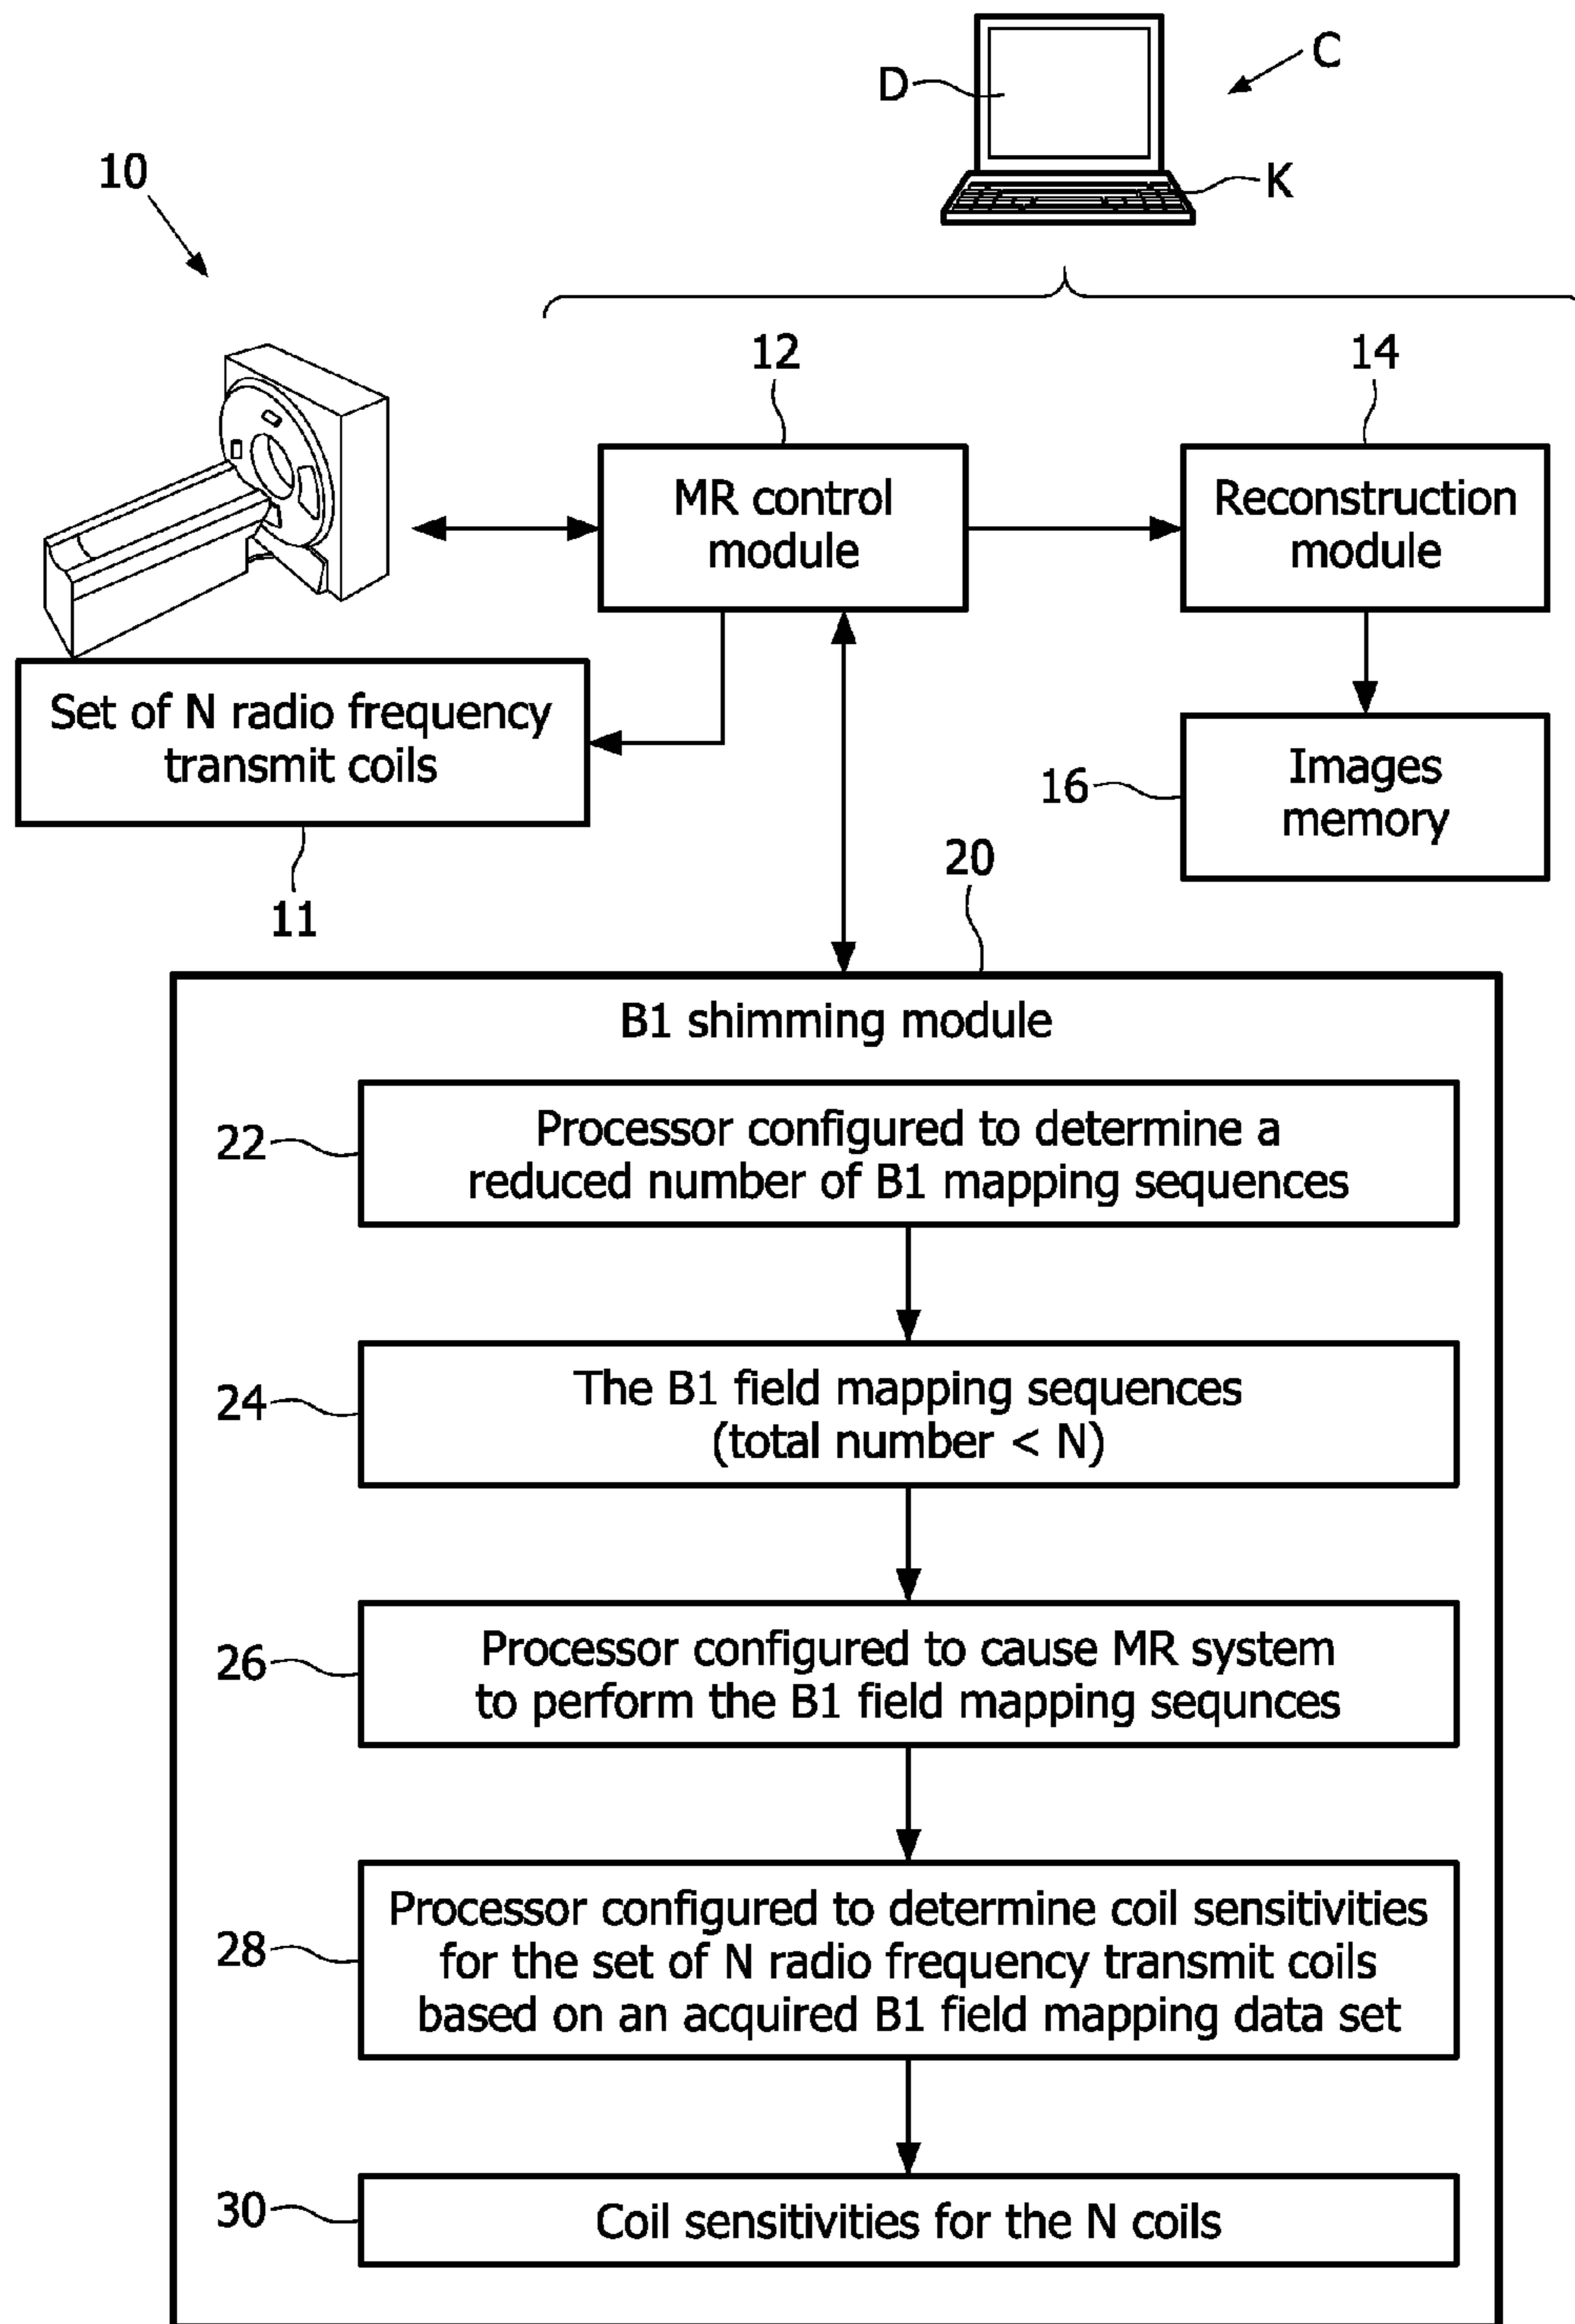 C
D
K
10
12
14
MR control
module
Reconstruction
module
Set of N radio frequency
transmit coils
11
16
Images
memory
20
B1 shimming module
22
Processor configured to determine a
reduced number of B1 mapping sequences
24
The B1 field mapping sequences
(total number < N)
26
Processor configured to cause MR system
to perform the B1 field mapping sequnces
28
Processor configured to determine coil sensitivities
for the set of N radio frequency transmit coils
based on an acquired B1 field mapping data set
30
Coil sensitivities for the N coils